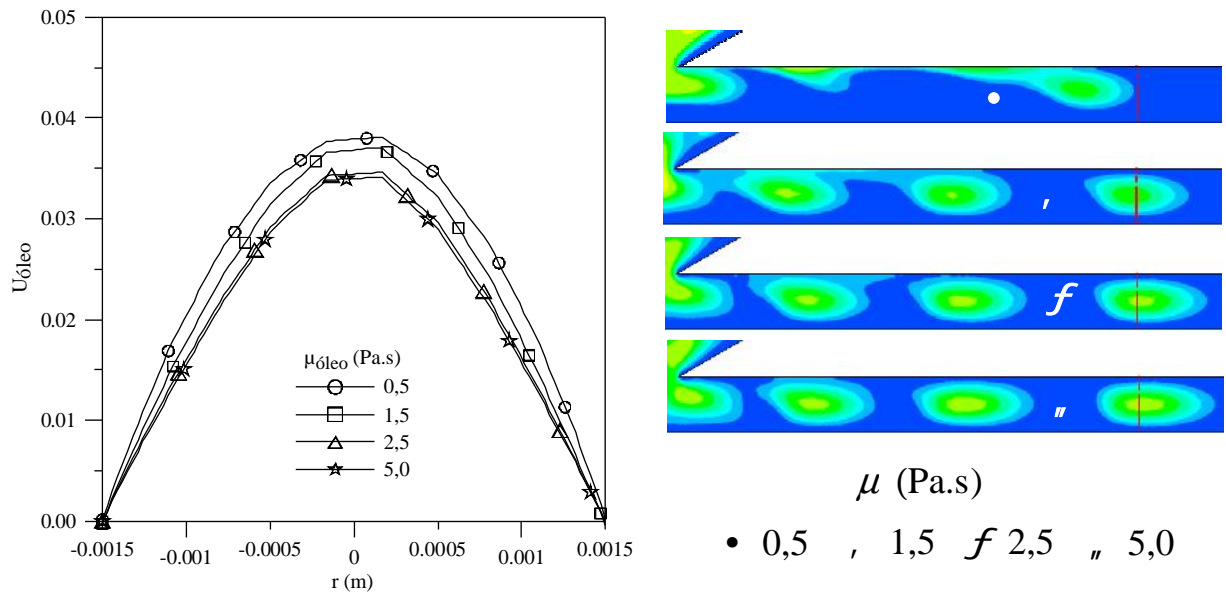 0.05
0.04
0.03
0.02
0.01
0.00
Uóleo
-0.0015 -0.001 -0.0005 0 0.0005 0.001 0.0015
r (m)
μóleo (Pa.s)
0,5
1,5
2,5
5,0
•
,
ƒ
„
μ (Pa.s)
• 0,5 , 1,5 ƒ 2,5 „ 5,0